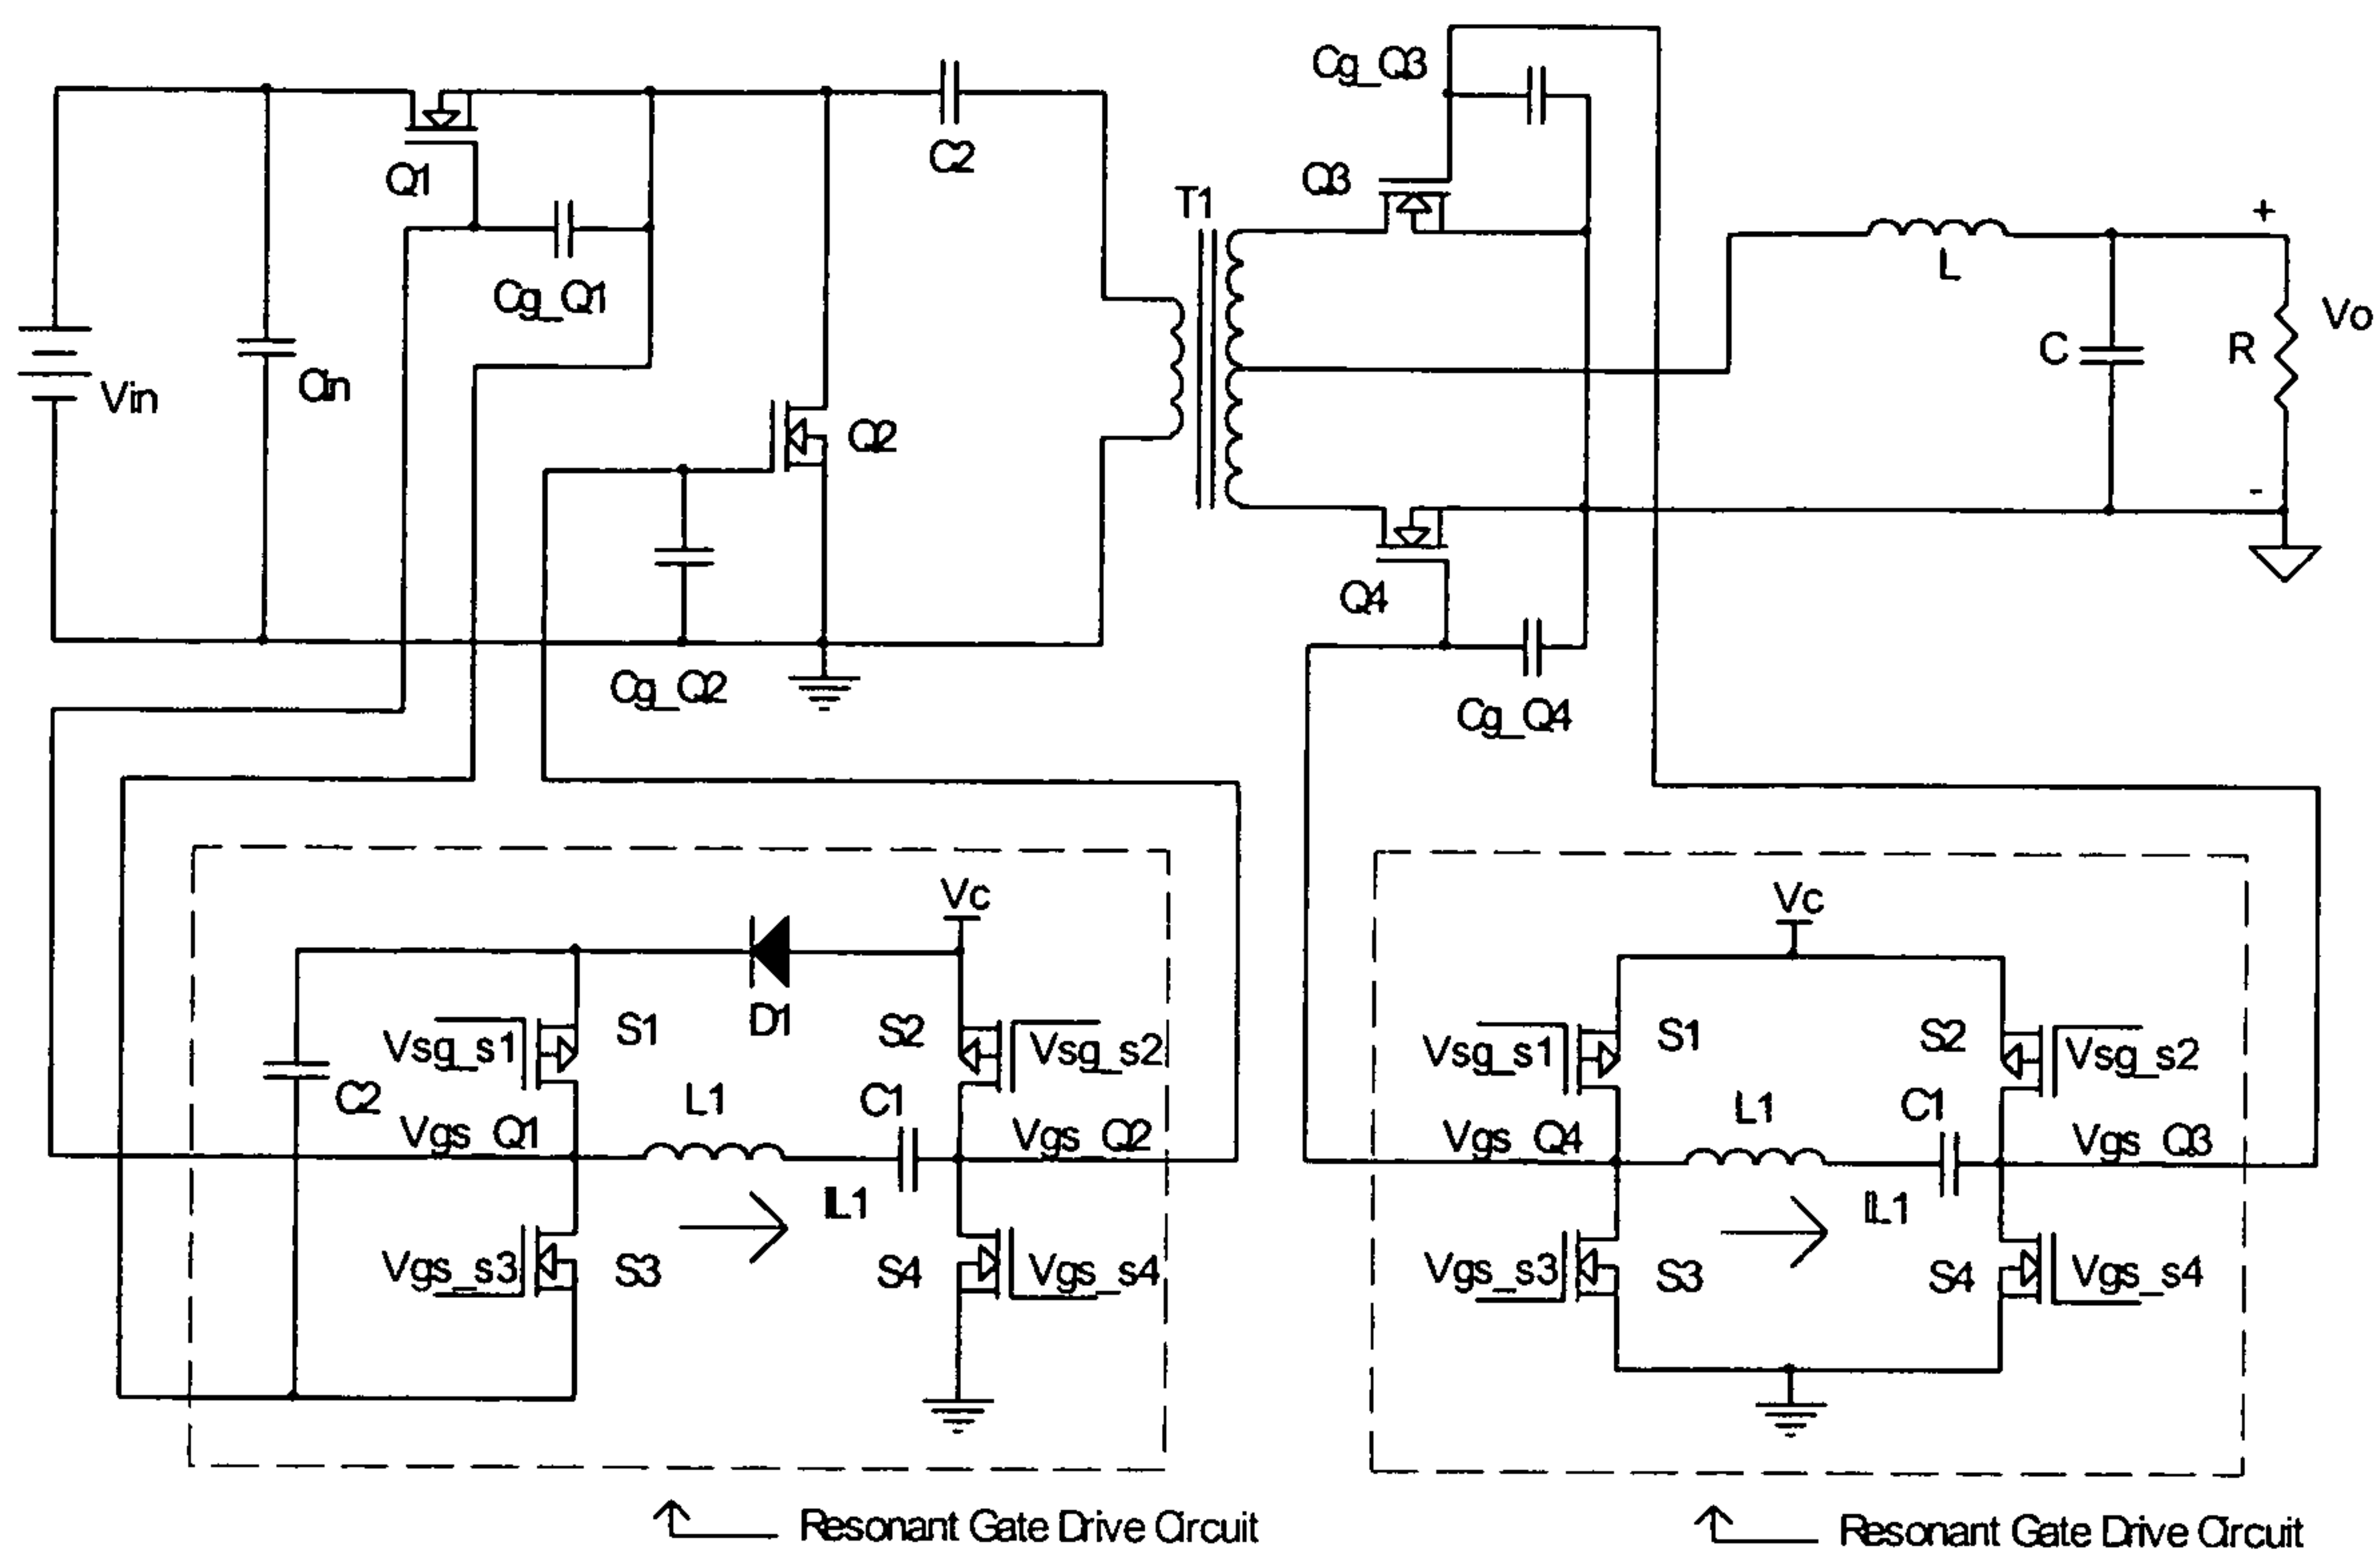 Cg_Q3
C2
Q1
Q3
T1
+
Cg_Q1
L
Vin
Cin
C
R
Vo
Q2
-
Q4
Cg_Q2
Cg_Q4
Vc
Vc
D1
Vsg_s1
S1
S2
Vsg_s2
Vsg_s1
S1
S2
Vsg_s2
C2
L1
C1
L1
C1
Vgs_Q1
Vgs_Q2
Vgs_Q4
Vgs_Q3
IL1
IL1
Vgs_s3
S3
S4
Vgs_s4
Vgs_s3
S3
S4
Vgs_s4
Resonant Gate Drive Circuit
Resonant Gate Drive Circuit